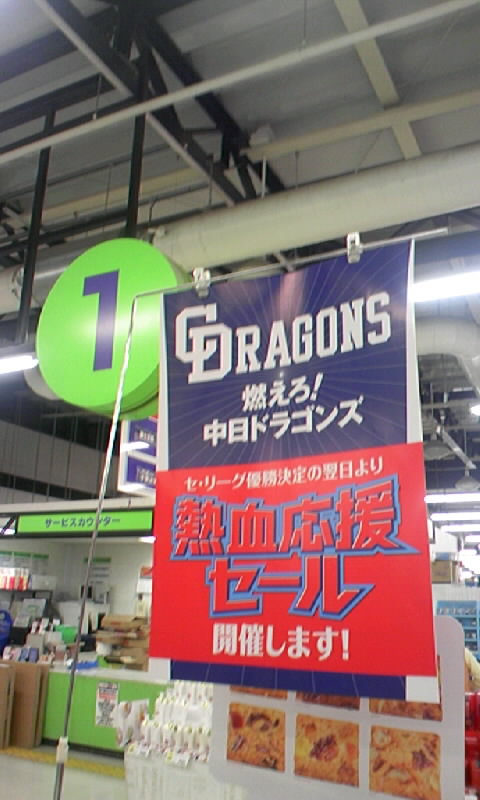 1
CDRAGONS
燃えろ!
中日ドラゴンズ
セ・リーグ優勝決定の翌日より
熱血応援
セール
開催します!
サービスカウンター